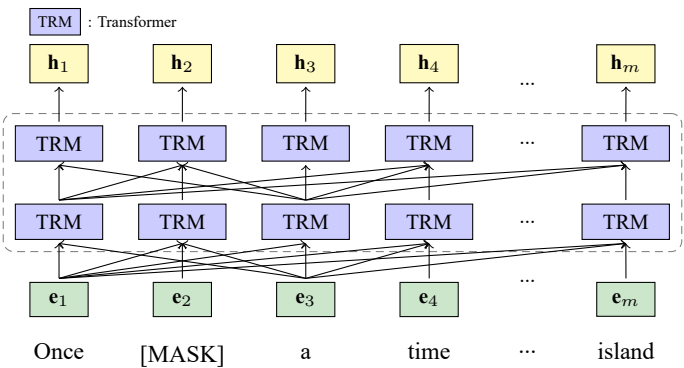 TRM : Transformer
h1 h2 h3 h4 ... hm
TRM TRM TRM TRM ... TRM
TRM TRM TRM TRM ... TRM
e1 e2 e3 e4 ... em
Once [MASK] a time ... island